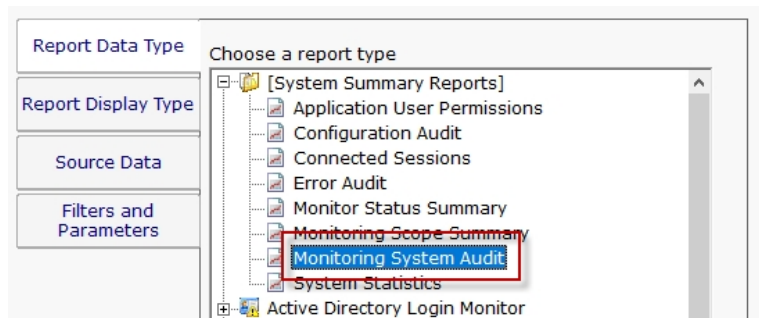 Report Data Type
Choose a report type
[System Summary Reports]
Report Display Type
Application User Permissions
Configuration Audit
Source Data
Connected Sessions
Error Audit
Filters and
Parameters
Monitor Status Summary
Monitoring Scope Summary
Monitoring System Audit
System Statistics
Active Directory Login Monitor